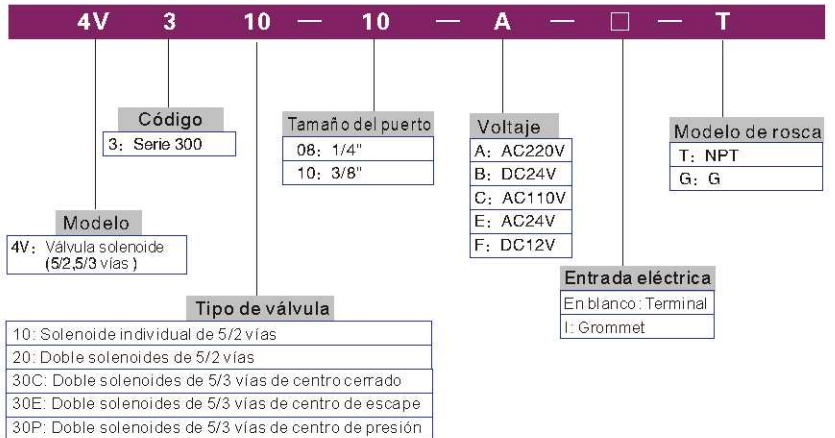 4V 3 10 — 10 — A — □ — T
Código
3: Serie 300
Tamaño del puerto
08: 1/4"
10: 3/8"
Voltaje
A: AC220V
B: DC24V
C: AC110V
E: AC24V
F: DC12V
Modelo de rosca
T: NPT
G: G
Modelo
4V: Válvula solenoide
(5/2,5/3 vías )
Entrada eléctrica
En blanco: Terminal
I: Grommet
Tipo de válvula
10: Solenoide individual de 5/2 vías
20: Doble solenoides de 5/2 vías
30C: Doble solenoides de 5/3 vías de centro cerrado
30E: Doble solenoides de 5/3 vías de centro de escape
30P: Doble solenoides de 5/3 vías de centro de presión